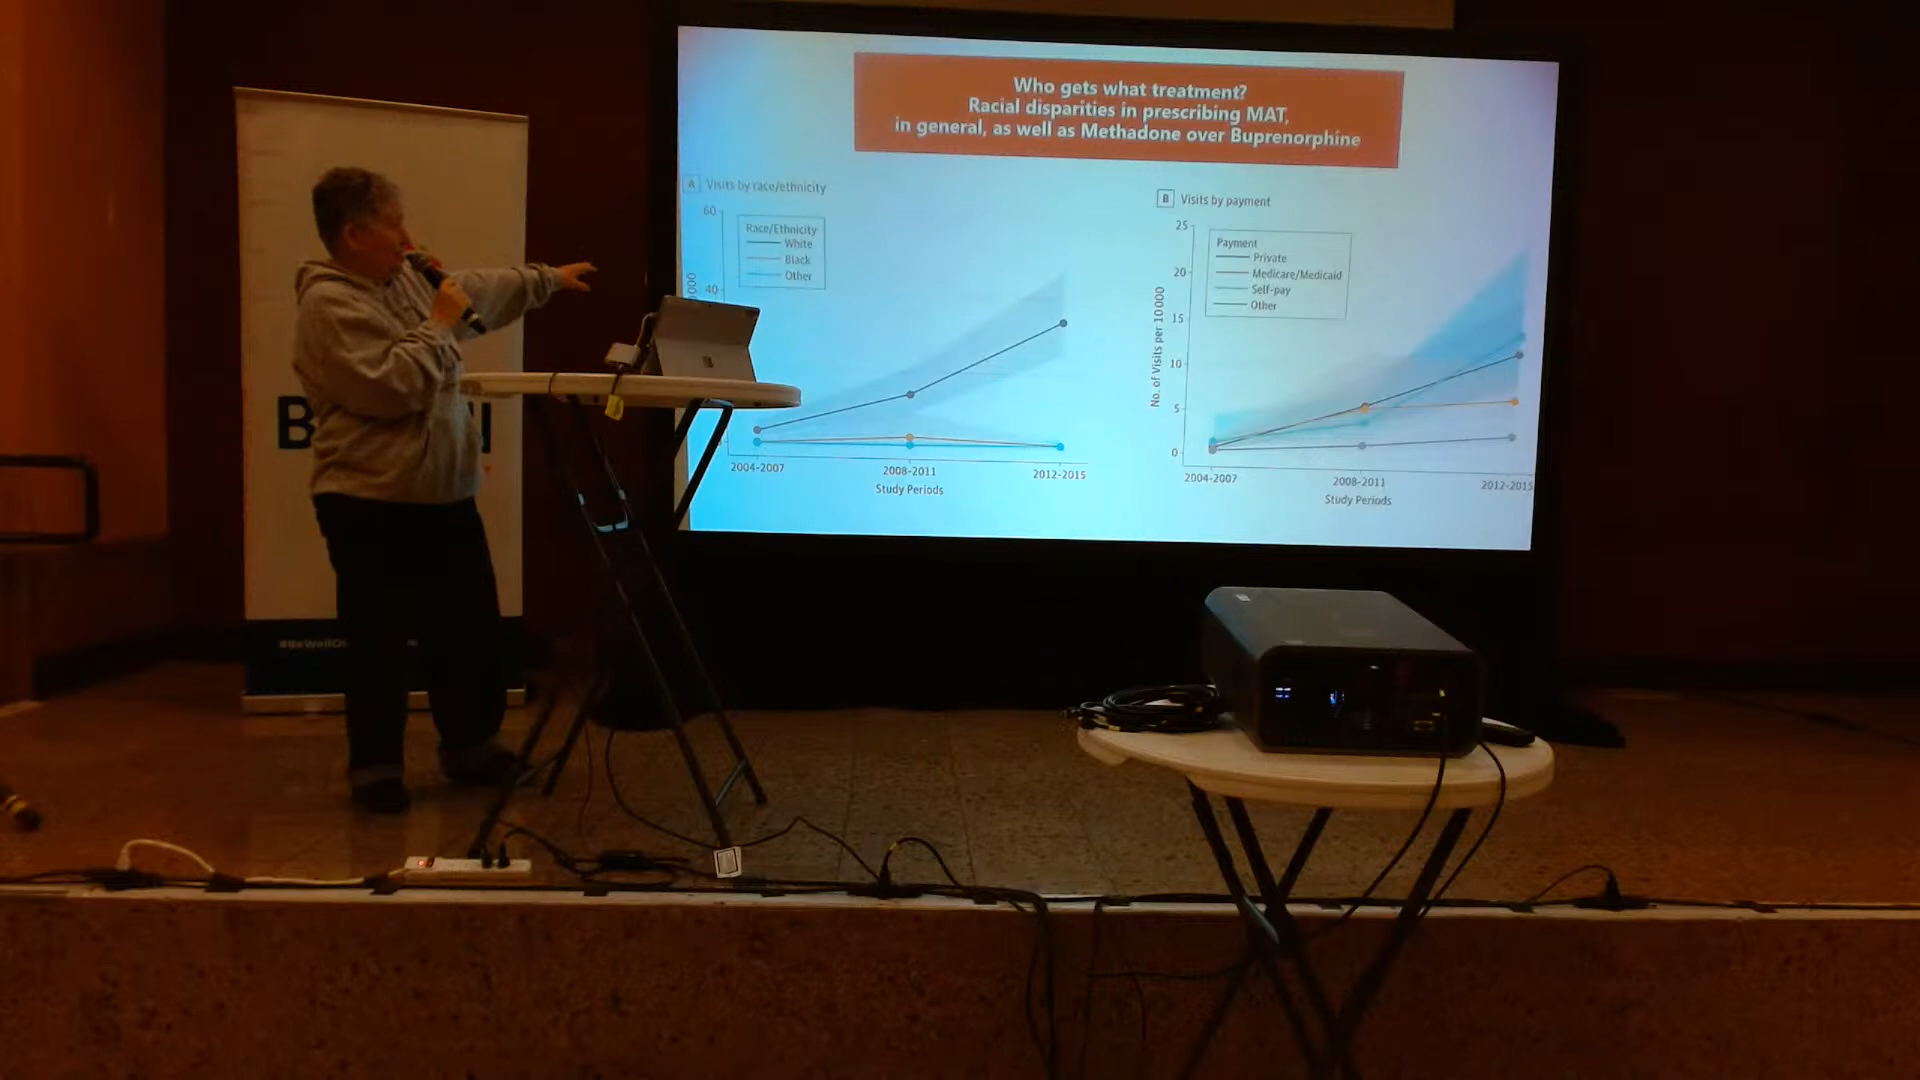 Who gets what treatment?
Racial disparities in prescribing MAT,
in general, as well as Methadone over Buprenorphine
A Visits by race/ethnicity
60
40
Race/Ethnicity
White
Black
Other
2004-2007
2008-2011
2012-2015
Study Periods
B Visits by payment
25
20
15
10
5
0
No. of Visits per 10 000
Payment
Private
Medicare/Medicaid
Self-pay
Other
2004-2007
2008-2011
2012-2015
Study Periods